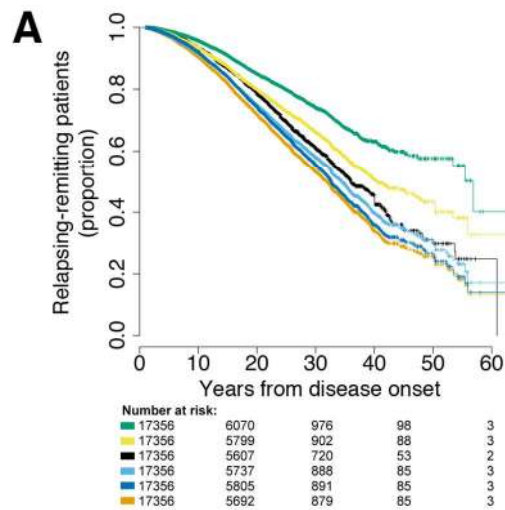 A
Relapsing-remitting patients
(proportion)
1.0
0.8
0.6
0.4
0.2
0.0
0 10 20 30 40 50 60
Years from disease onset
Number at risk:
17356 6070 976 98 3
17356 5799 902 88 3
17356 5607 720 53 2
17356 5737 888 85 3
17356 5805 891 85 3
17356 5692 879 85 3